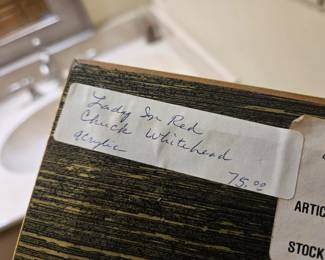 Lady In Red
Chuck Whitehead
acrylic
75.00
ARTIC
STOCK